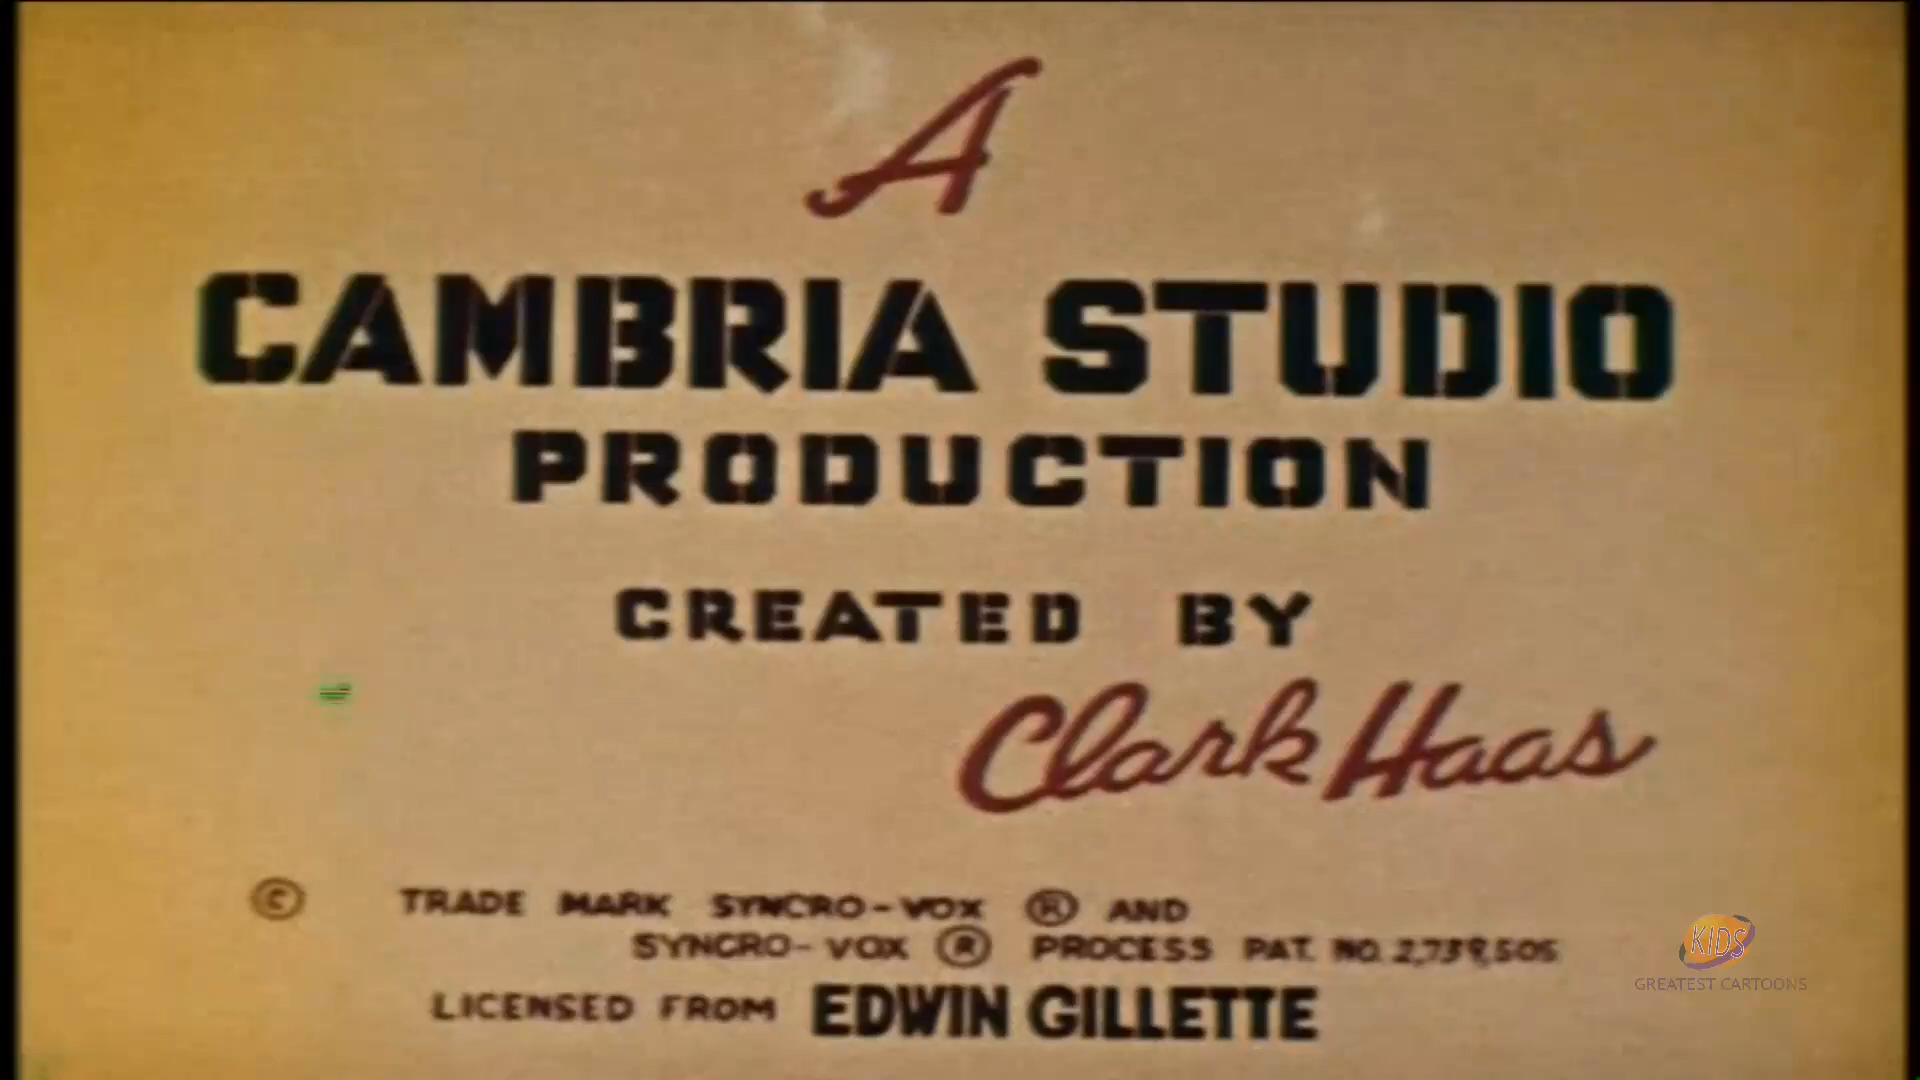 A
CAMBRIA STUDIO
PRODUCTION
CREATED BY
Clark Haas
© TRADE MARK SYNCRO-VOX ® AND
SYNCRO-VOX ® PROCESS PAT. NO. 2,739,505
LICENSED FROM EDWIN GILLETTE
KIDS
GREATEST CARTOONS